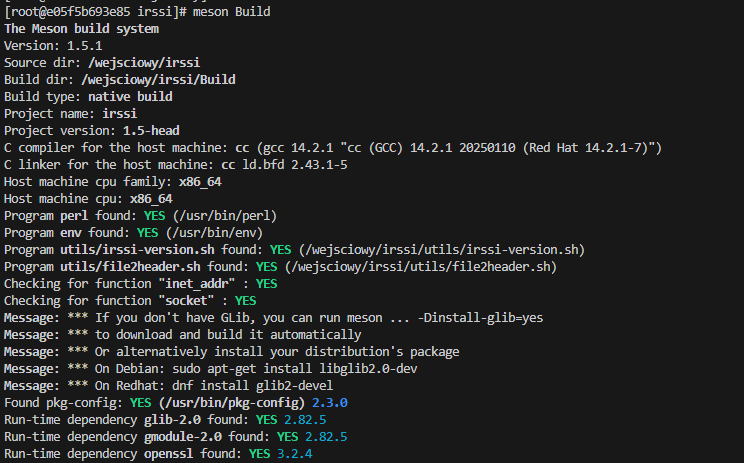 [root@e05f5b693e85 irssi]# meson Build
The Meson build system
Version: 1.5.1
Source dir: /wejsciowy/irssi
Build dir: /wejsciowy/irssi/Build
Build type: native build
Project name: irssi
Project version: 1.5-head
C compiler for the host machine: cc (gcc 14.2.1 "cc (GCC) 14.2.1 20250110 (Red Hat 14.2.1-7)")
C linker for the host machine: cc ld.bfd 2.43.1-5
Host machine cpu family: x86_64
Host machine cpu: x86_64
Program perl found: YES (/usr/bin/perl)
Program env found: YES (/usr/bin/env)
Program utils/irssi-version.sh found: YES (/wejsciowy/irssi/utils/irssi-version.sh)
Program utils/file2header.sh found: YES (/wejsciowy/irssi/utils/file2header.sh)
Checking for function "inet_addr" : YES
Checking for function "socket" : YES
Message: *** If you don't have GLib, you can run meson ... -Dinstall-glib=yes
Message: *** to download and build it automatically
Message: *** Or alternatively install your distribution's package
Message: *** On Debian: sudo apt-get install libglib2.0-dev
Message: *** On Redhat: dnf install glib2-devel
Found pkg-config: YES (/usr/bin/pkg-config) 2.3.0
Run-time dependency glib-2.0 found: YES 2.82.5
Run-time dependency gmodule-2.0 found: YES 2.82.5
Run-time dependency openssl found: YES 3.2.4